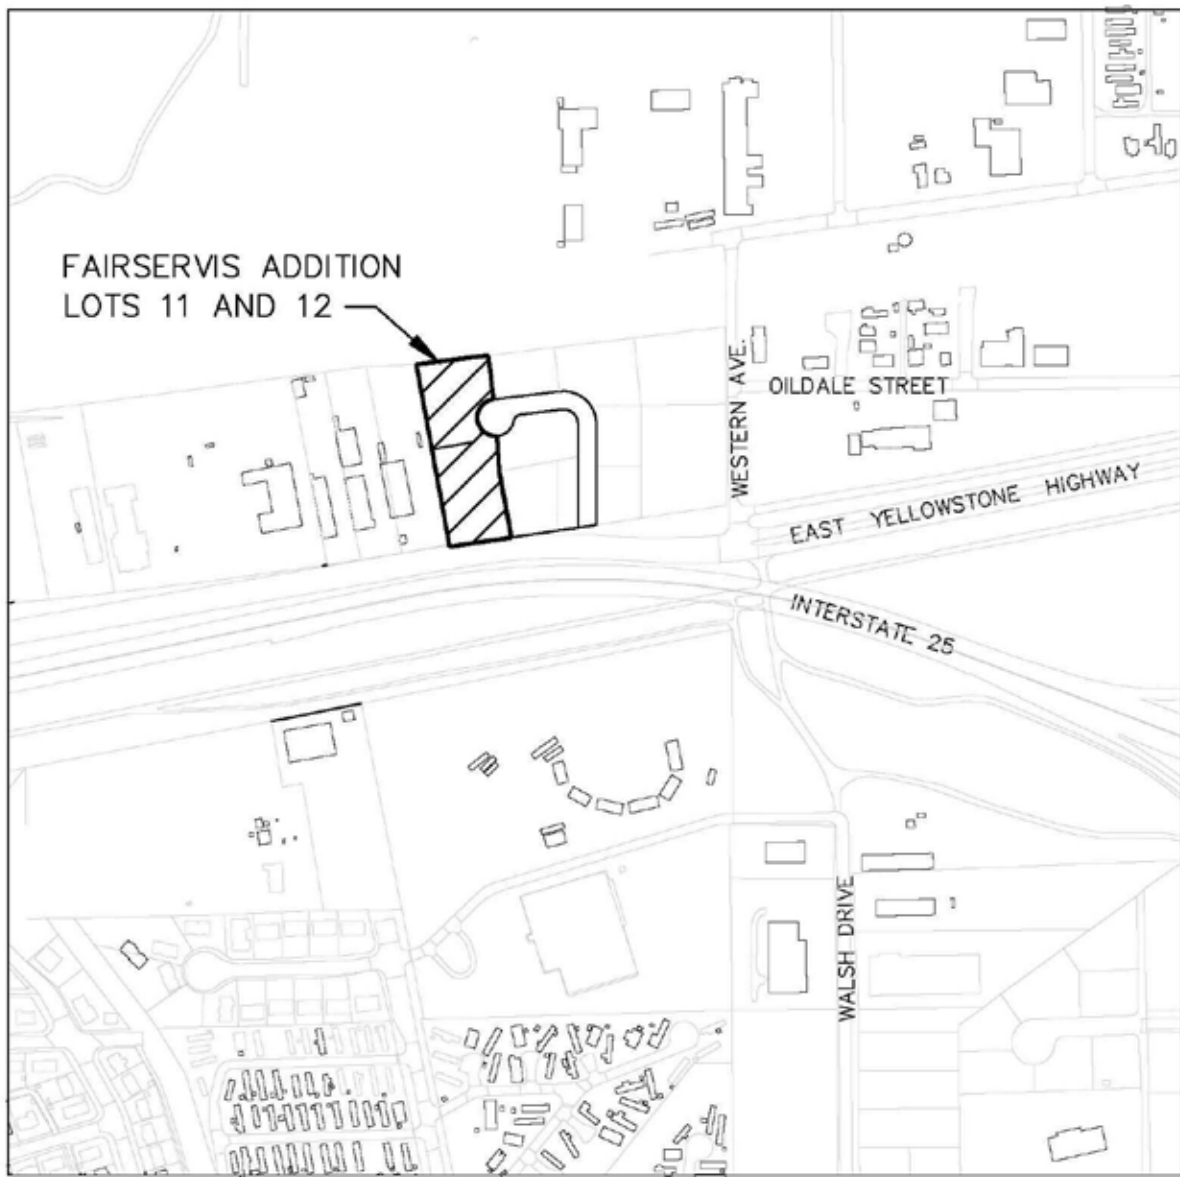 FAIRSERVIS ADDITION
LOTS 11 AND 12
WESTERN AVE.
OILDALE STREET
EAST YELLOWSTONE HIGHWAY
INTERSTATE 25
WALSH DRIVE